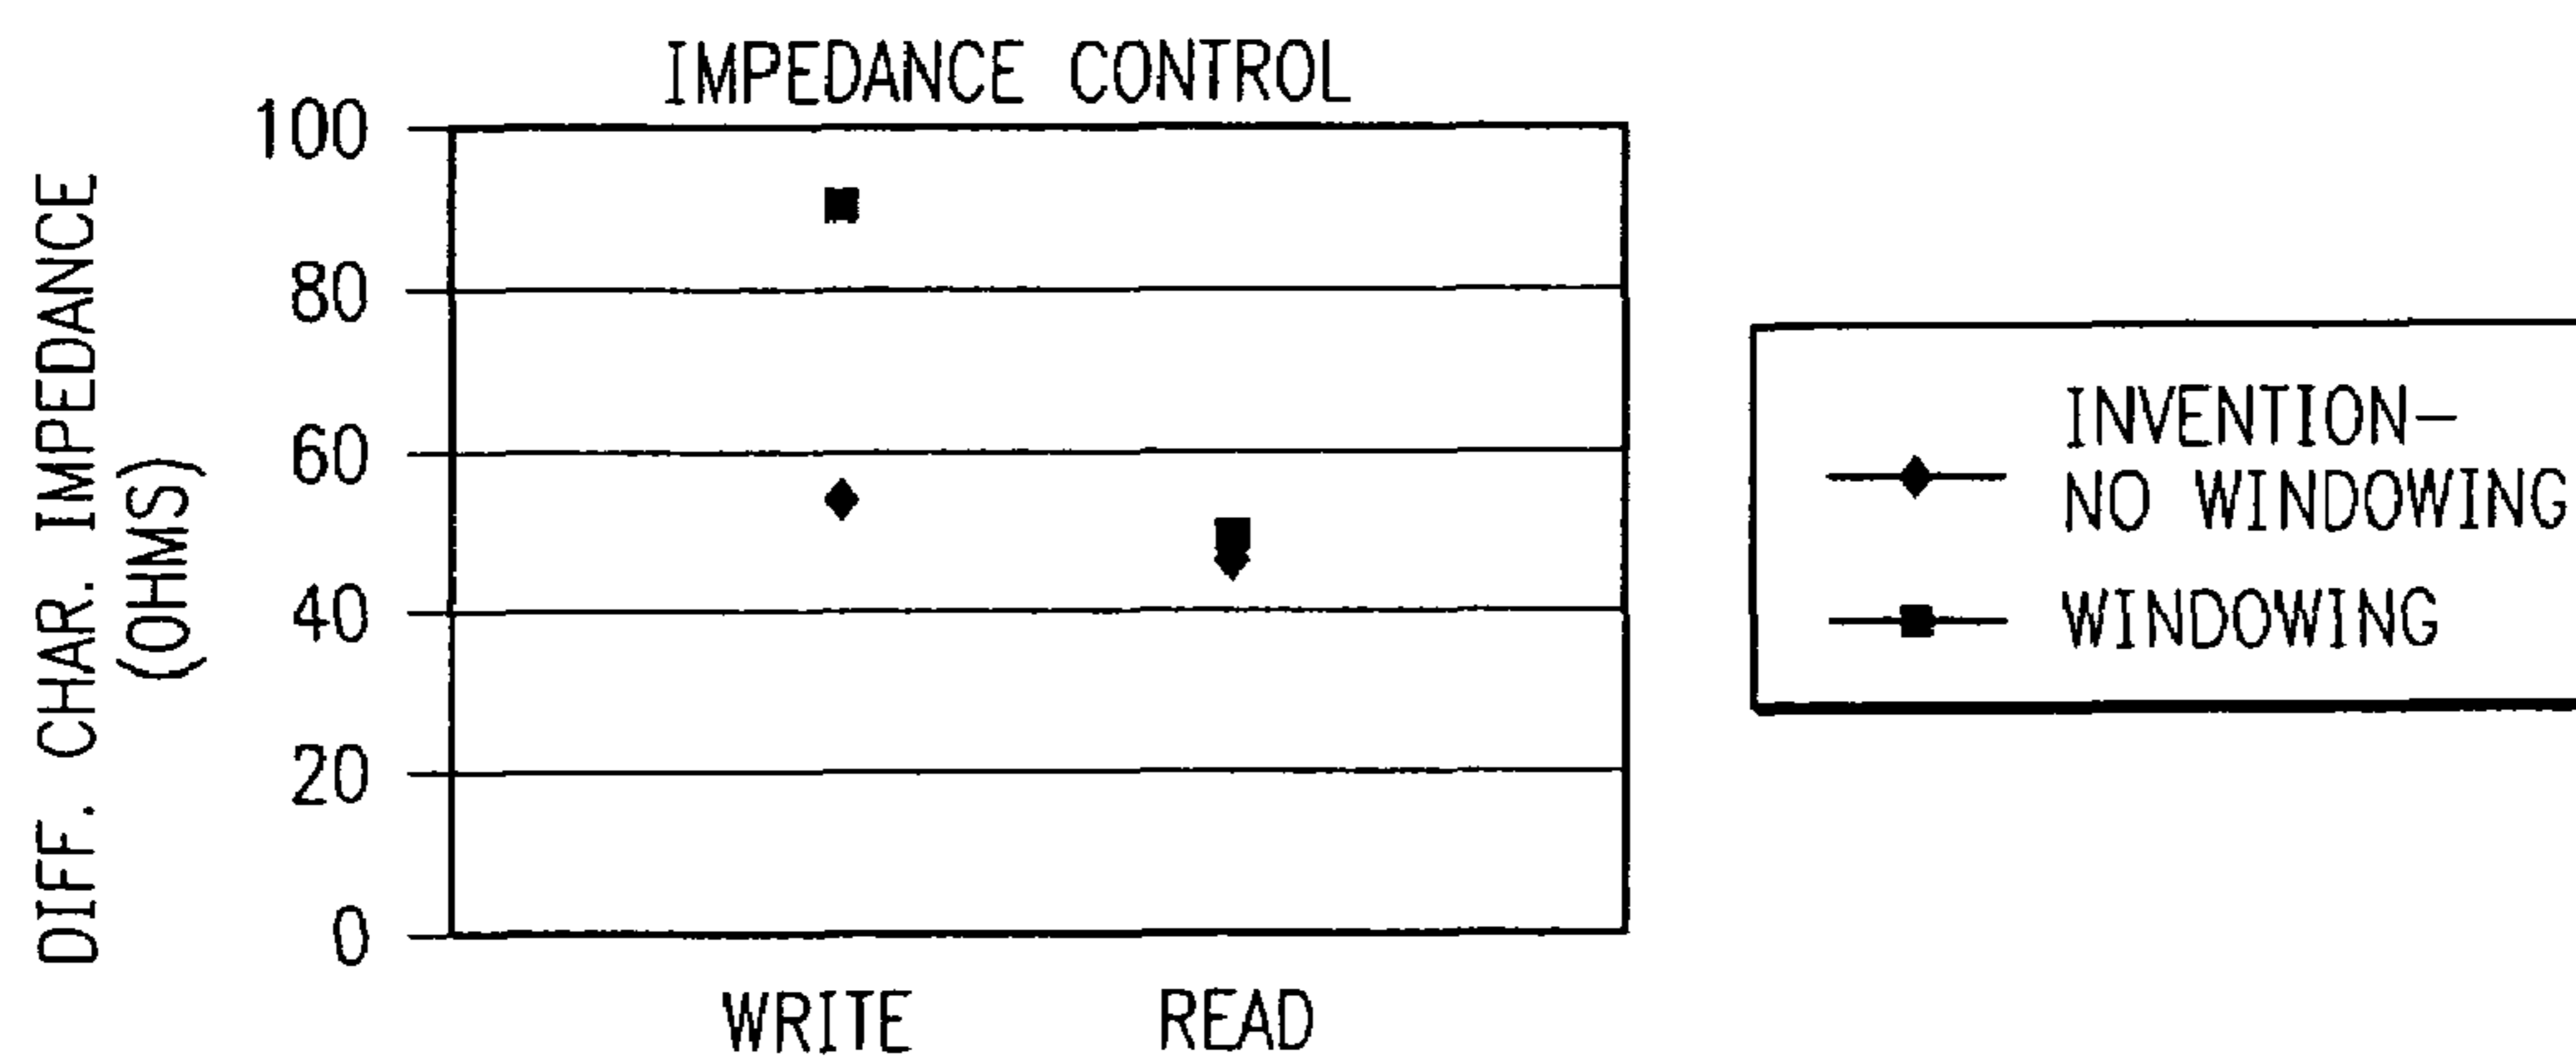 IMPEDANCE CONTROL
DIFF. CHAR. IMPEDANCE
(OHMS)
100
80
60
40
20
0
WRITE
READ
INVENTION-
NO WINDOWING
WINDOWING